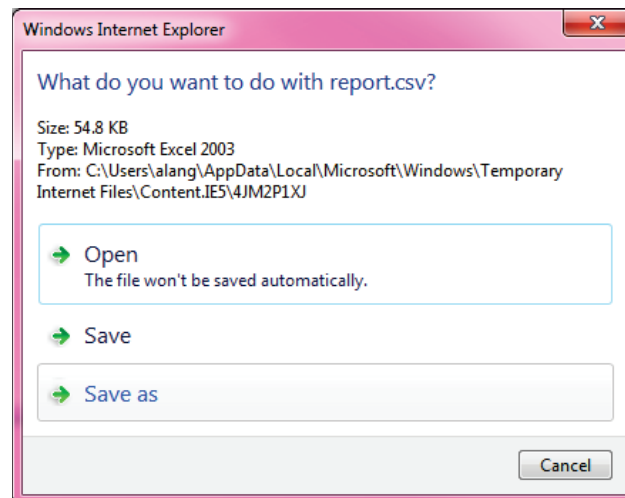 Windows Internet Explorer
What do you want to do with report.csv?
Size: 54.8 KB
Type: Microsoft Excel 2003
From: C:\Users\alang\AppData\Local\Microsoft\Windows\Temporary
Internet Files\Content.IE5\4JM2P1XJ
Open
The file won't be saved automatically.
Save
Save as
Cancel